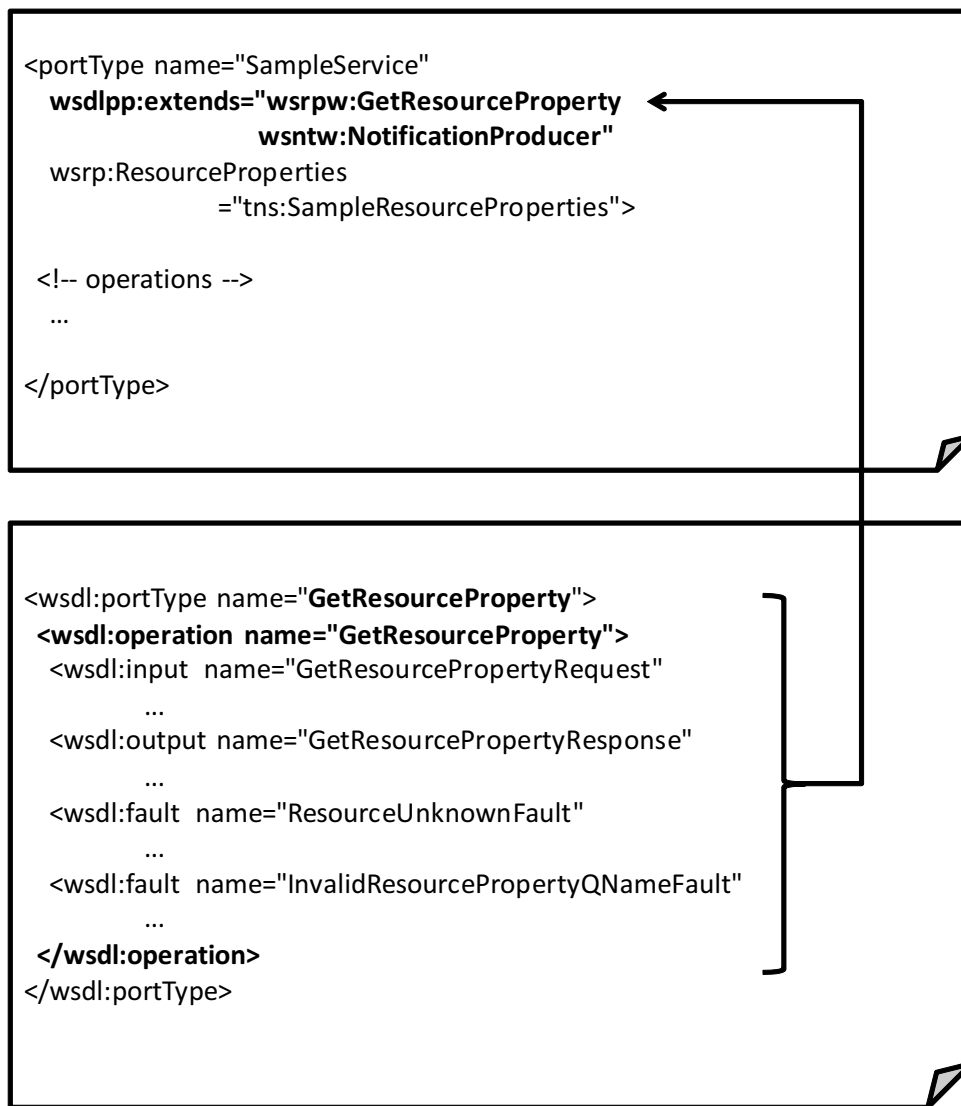 <portType name="SampleService"
wsdlpp:extends="wsrpw:GetResourceProperty
wsntw:NotificationProducer"
wsrp:ResourceProperties
="tns:SampleResourceProperties">
<!-- operations -->
...
</portType>
<wsdl:portType name="GetResourceProperty">
<wsdl:operation name="GetResourceProperty">
<wsdl:input name="GetResourcePropertyRequest"
...
<wsdl:output name="GetResourcePropertyResponse"
...
<wsdl:fault name="ResourceUnknownFault"
...
<wsdl:fault name="InvalidResourcePropertyQNameFault"
...
</wsdl:operation>
</wsdl:portType>